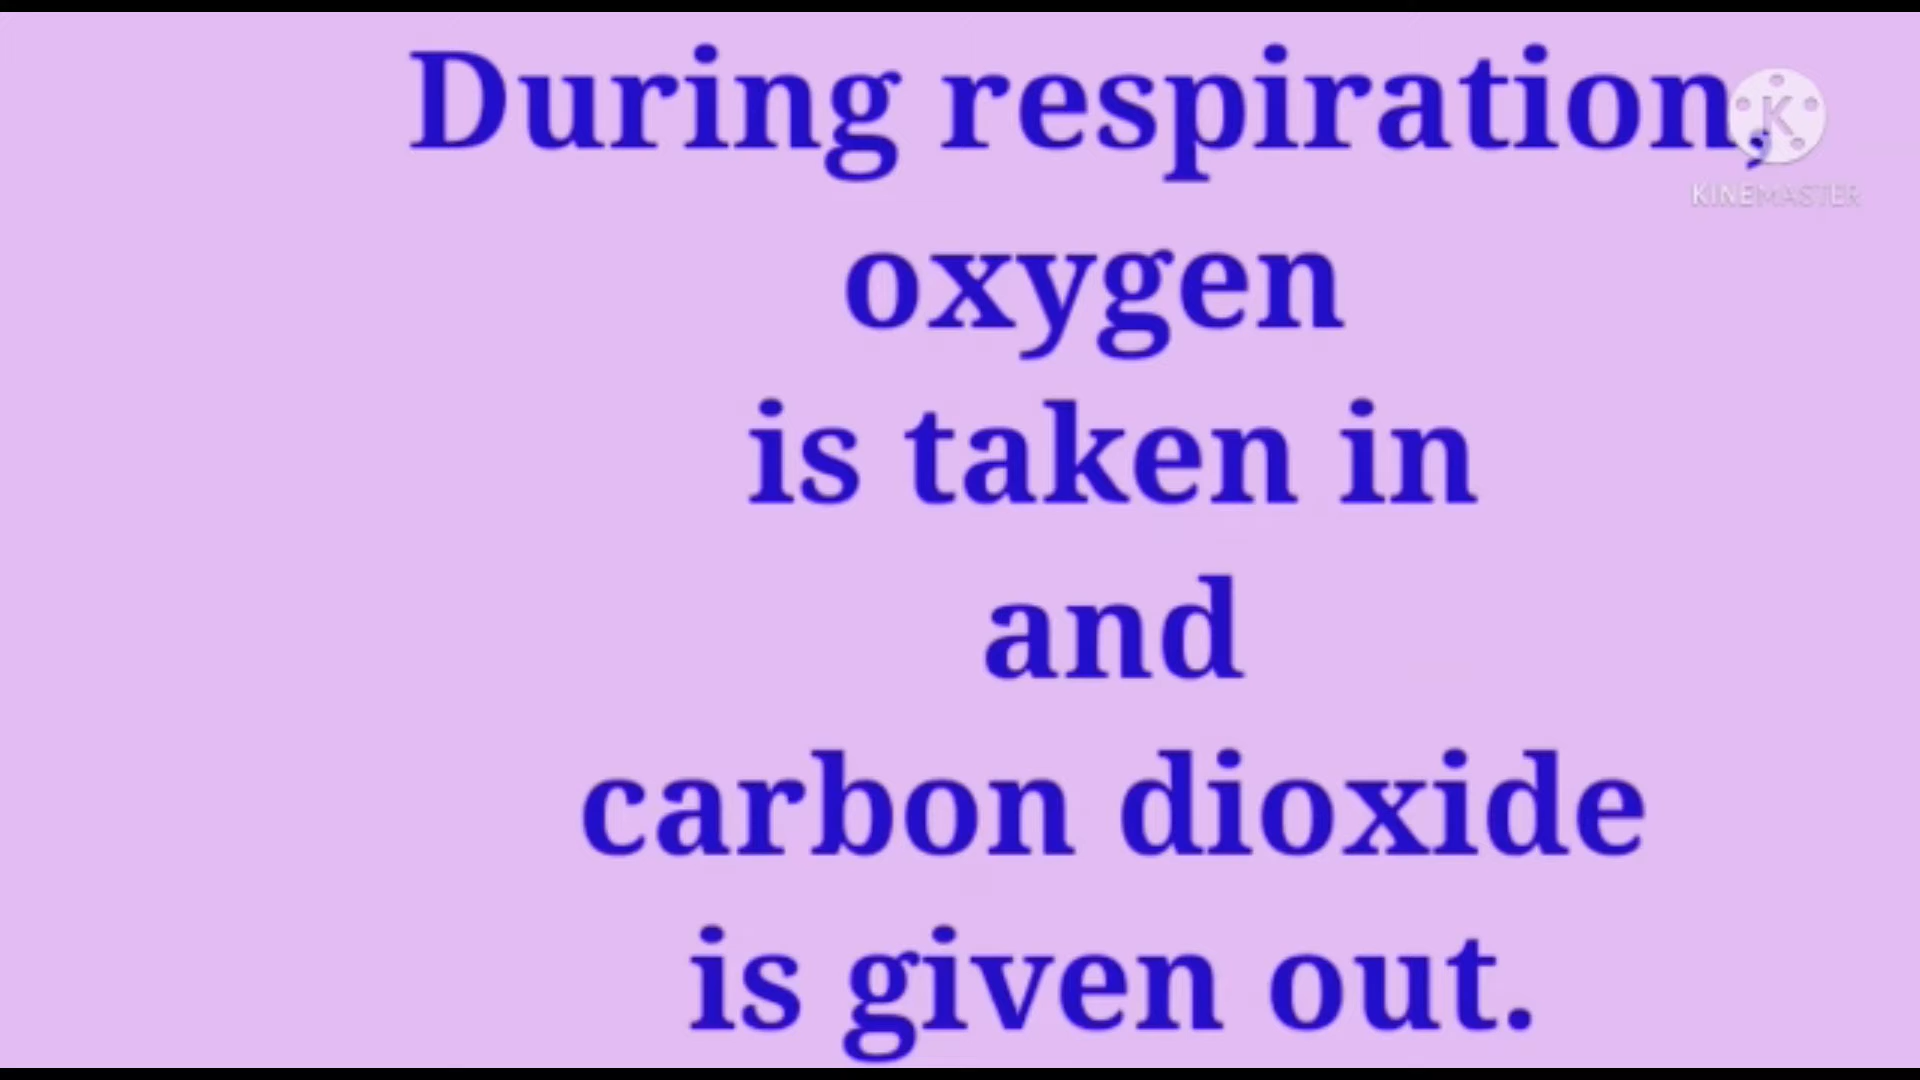 During respiration,
oxygen
is taken in
and
carbon dioxide
is given out.
K
KINEMASTER